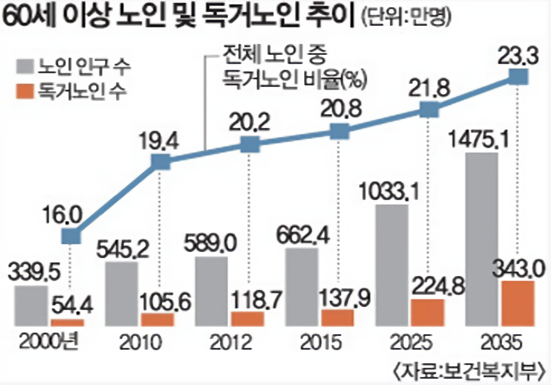 60세 이상 노인 및 독거노인 추이 (단위:만명)
노인 인구 수
독거노인 수
전체 노인 중
독거노인 비율(%)
16.0
19.4
20.2
20.8
21.8
23.3
339.5
545.2
589.0
662.4
1033.1
1475.1
54.4
105.6
118.7
137.9
224.8
343.0
2000년 2010 2012 2015 2025 2035
〈자료:보건복지부〉